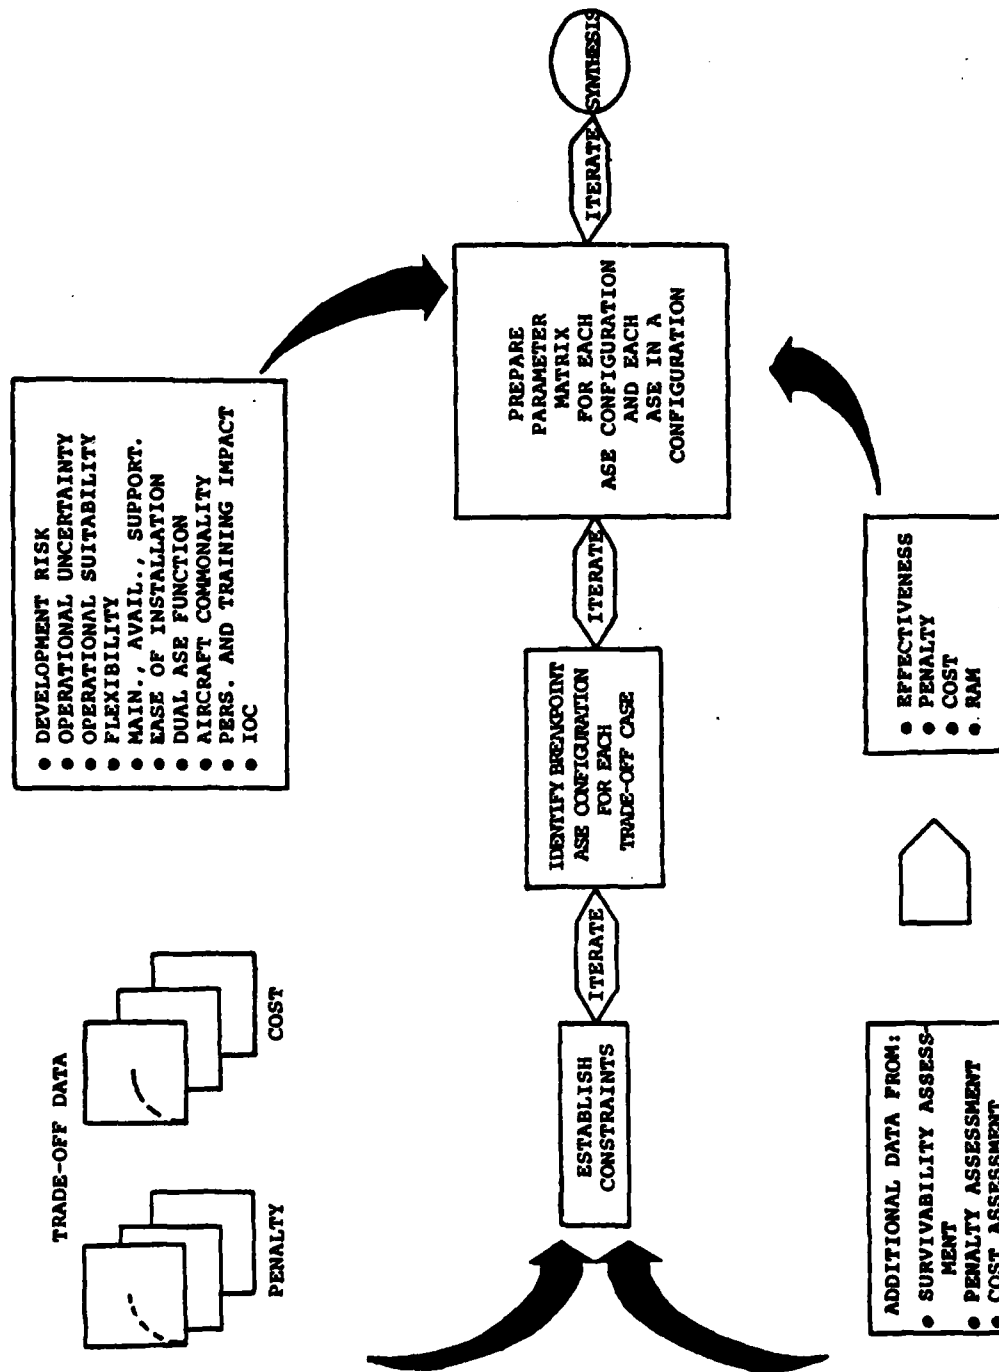 TRADE-OFF DATA
PENALTY
COST
● DEVELOPMENT RISK
● OPERATIONAL UNCERTAINTY
● OPERATIONAL SUITABILITY
● FLEXIBILITY
● MAIN., AVAIL., SUPPORT.
● EASE OF INSTALLATION
● DUAL ASE FUNCTION
● AIRCRAFT COMMONALITY
● PERS. AND TRAINING IMPACT
● IOC
ESTABLISH
CONSTRAINTS
ITERATE
IDENTIFY BREAKPOINT
ASE CONFIGURATION
FOR EACH
TRADE-OFF CASE
ITERATE
PREPARE
PARAMETER
MATRIX
FOR EACH
ASE CONFIGURATION
AND EACH
ASE IN A
CONFIGURATION
ITERATE
SYNTHESIS
ADDITIONAL DATA FROM:
● SURVIVABILITY ASSESS-
MENT
● PENALTY ASSESSMENT
● COST ASSESSMENT
● EFFECTIVENESS
● PENALTY
● COST
● RAM